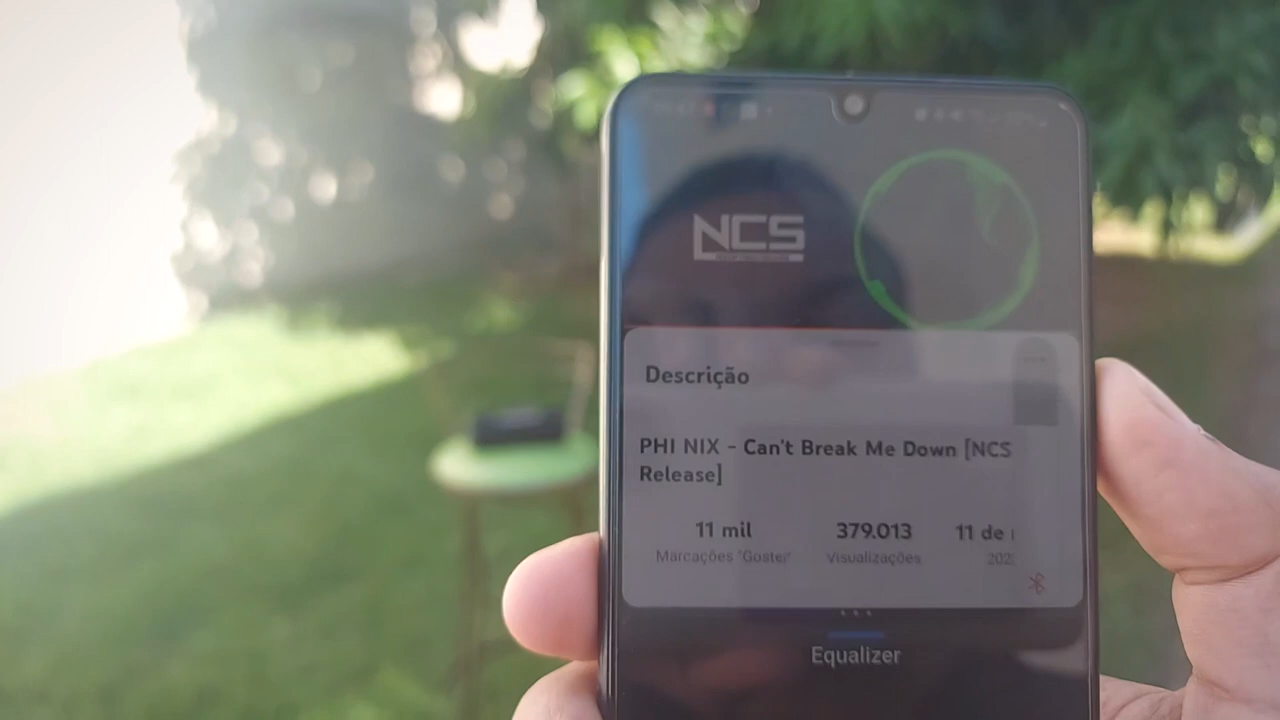 NCS
Descrição
PHI NIX - Can't Break Me Down [NCS
Release]
11 mil 379.013 11 de
Marcações "Gostei" Visualizações 202
Equalizer